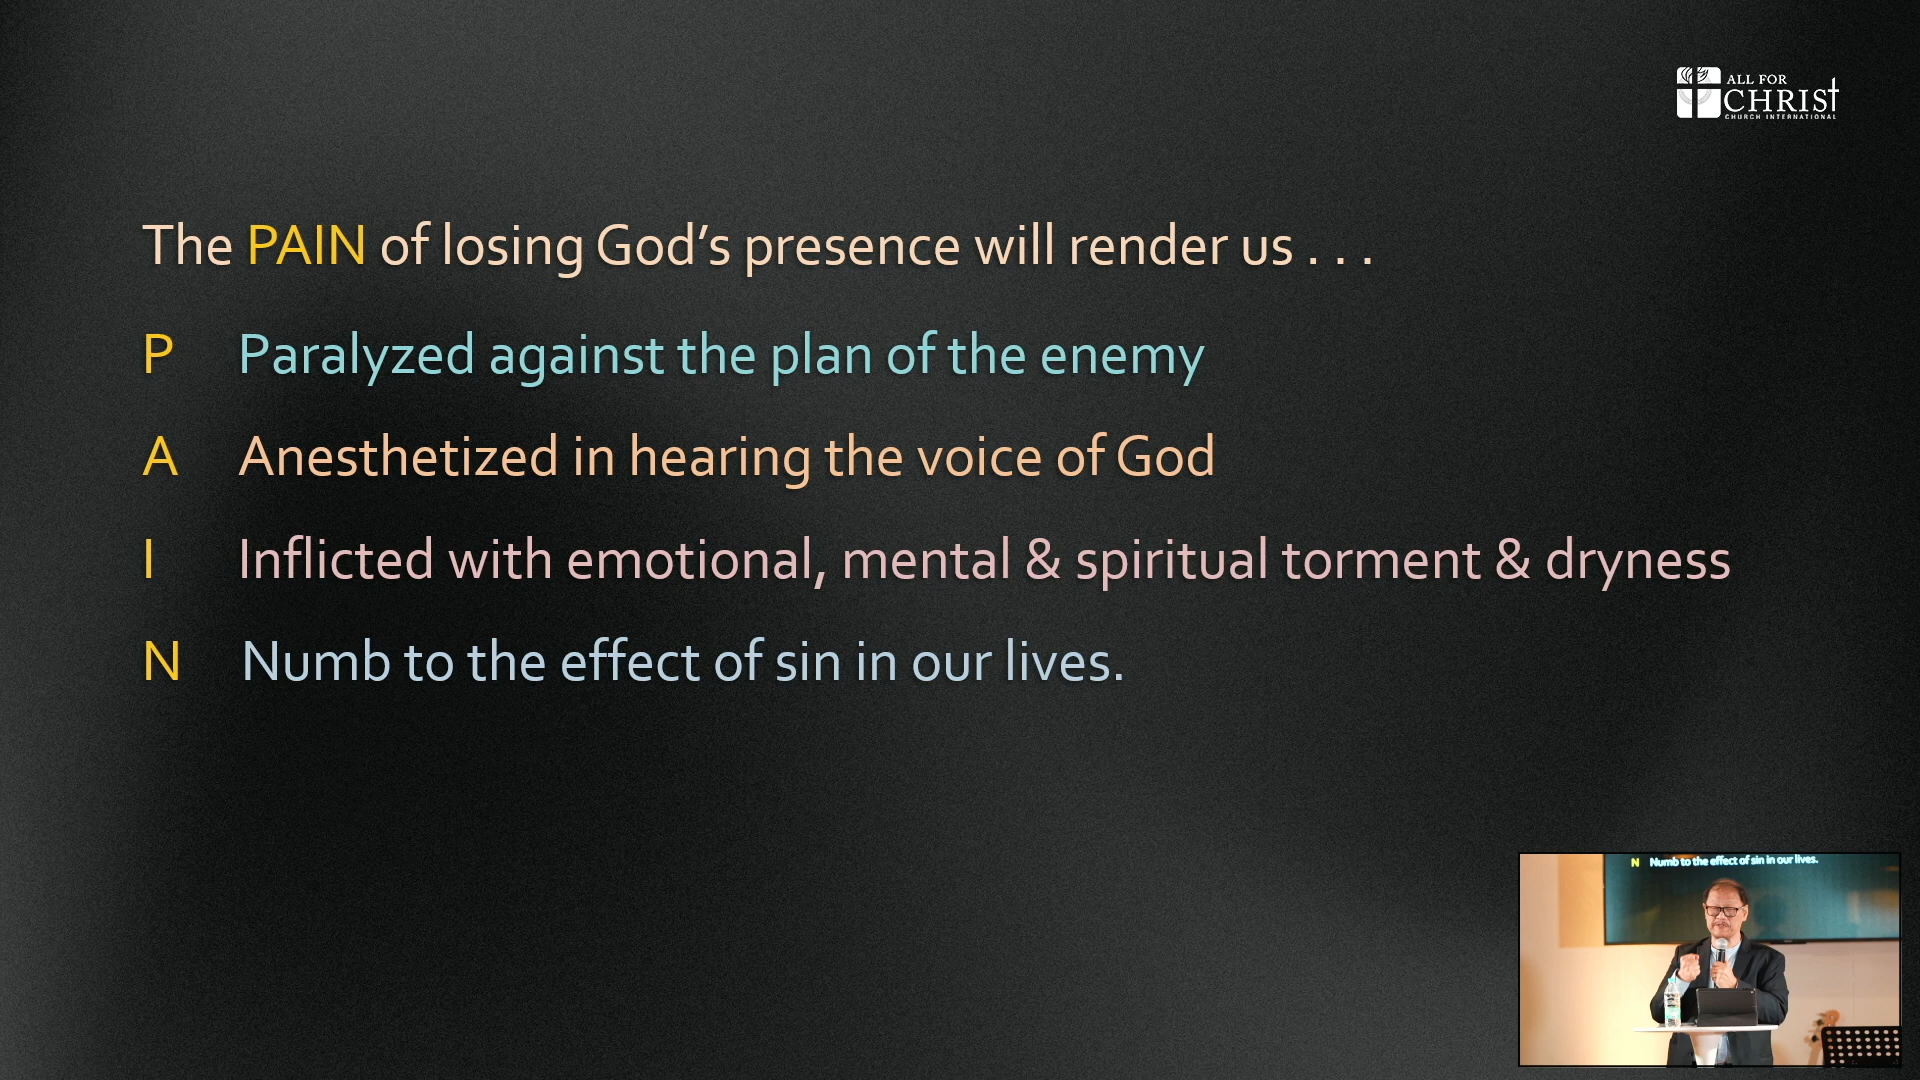 ALL FOR
CHRIST
CHURCH INTERNATIONAL
The PAIN of losing God’s presence will render us . . .
P Paralyzed against the plan of the enemy
A Anesthetized in hearing the voice of God
I Inflicted with emotional, mental & spiritual torment & dryness
N Numb to the effect of sin in our lives.
N Numb to the effect of sin in our lives.